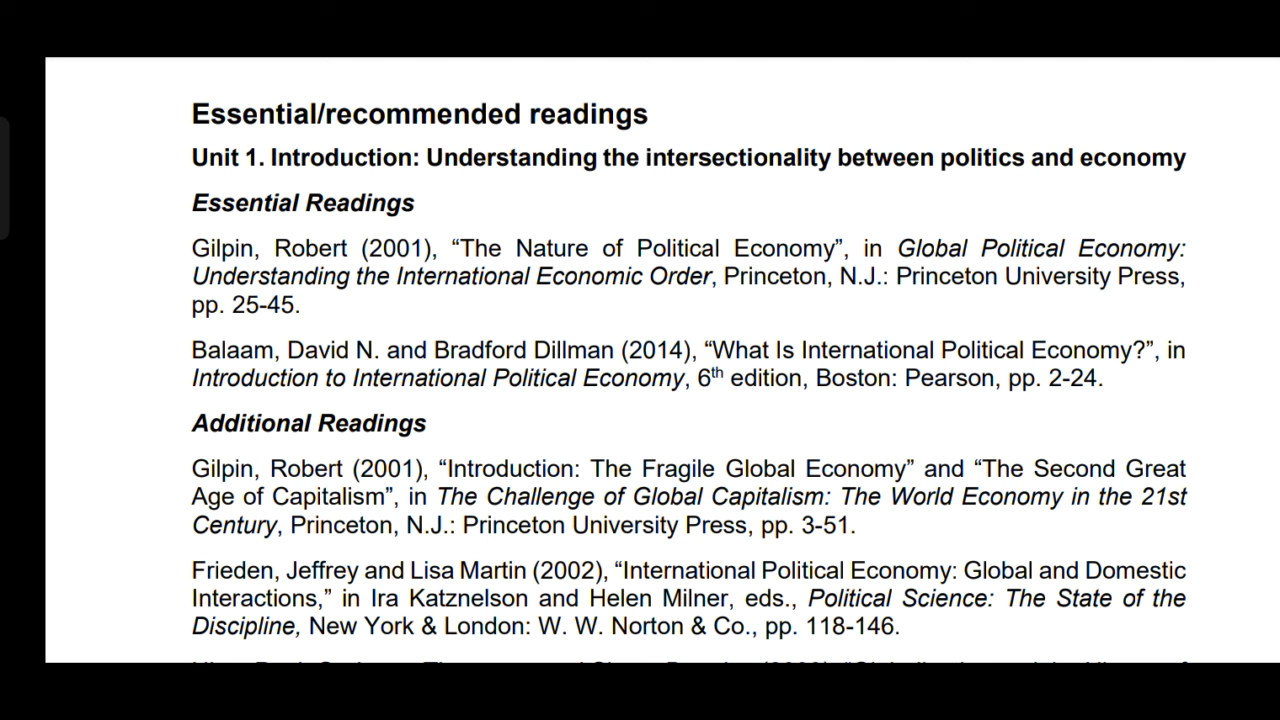 Essential/recommended readings
Unit 1. Introduction: Understanding the intersectionality between politics and economy
Essential Readings
Gilpin, Robert (2001), “The Nature of Political Economy”, in Global Political Economy:
Understanding the International Economic Order, Princeton, N.J.: Princeton University Press,
pp. 25-45.
Balaam, David N. and Bradford Dillman (2014), “What Is International Political Economy?”, in
Introduction to International Political Economy, 6th edition, Boston: Pearson, pp. 2-24.
Additional Readings
Gilpin, Robert (2001), “Introduction: The Fragile Global Economy” and “The Second Great
Age of Capitalism”, in The Challenge of Global Capitalism: The World Economy in the 21st
Century, Princeton, N.J.: Princeton University Press, pp. 3-51.
Frieden, Jeffrey and Lisa Martin (2002), “International Political Economy: Global and Domestic
Interactions,” in Ira Katznelson and Helen Milner, eds., Political Science: The State of the
Discipline, New York & London: W. W. Norton & Co., pp. 118-146.